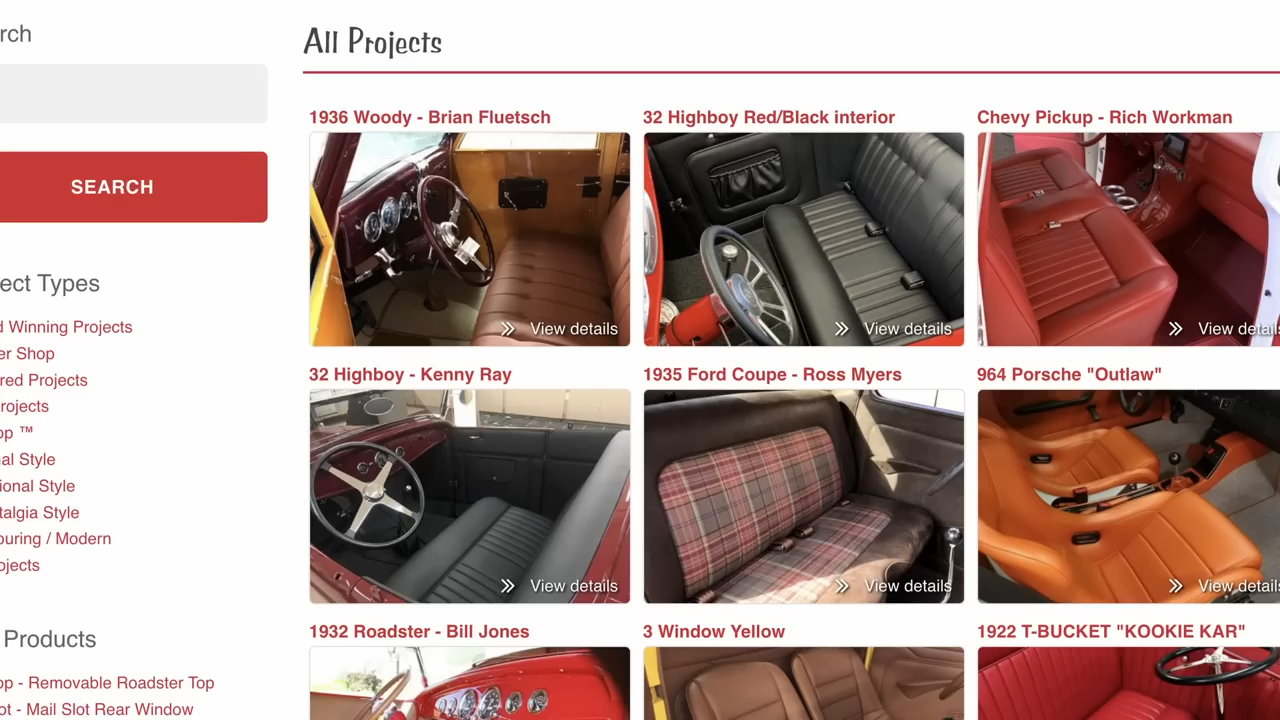 rch
SEARCH
ect Types
d Winning Projects
er Shop
red Projects
rojects
op ™
al Style
ional Style
talgia Style
ouring / Modern
ojects
Products
op - Removable Roadster Top
ot - Mail Slot Rear Window
All Projects
1936 Woody - Brian Fluetsch
View details
32 Highboy Red/Black interior
View details
Chevy Pickup - Rich Workman
View details
32 Highboy - Kenny Ray
View details
1935 Ford Coupe - Ross Myers
View details
964 Porsche "Outlaw"
View details
1932 Roadster - Bill Jones
3 Window Yellow
1922 T-BUCKET "KOOKIE KAR"